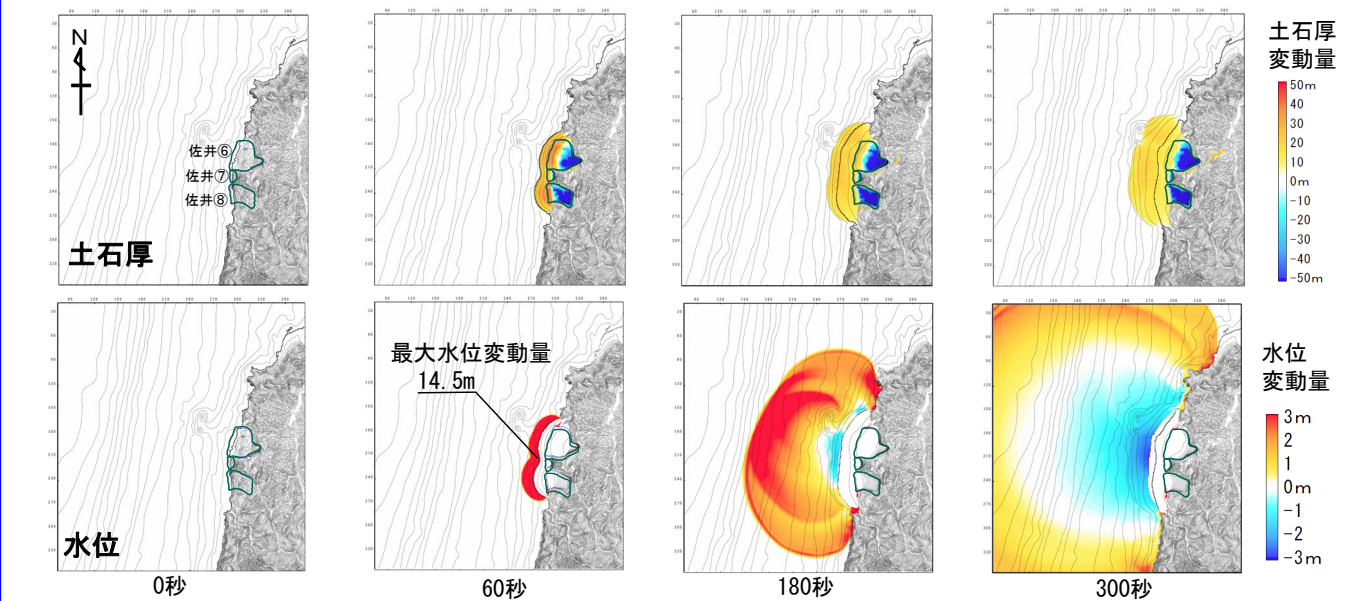 N
佐井⑥
佐井⑦
佐井⑧
土石厚
土石厚
変動量
50m
40
30
20
10
0m
-10
-20
-30
-40
-50m
最大水位変動量
14.5m
水位
水位
変動量
3m
2
1
0m
-1
-2
-3m
0秒
60秒
180秒
300秒